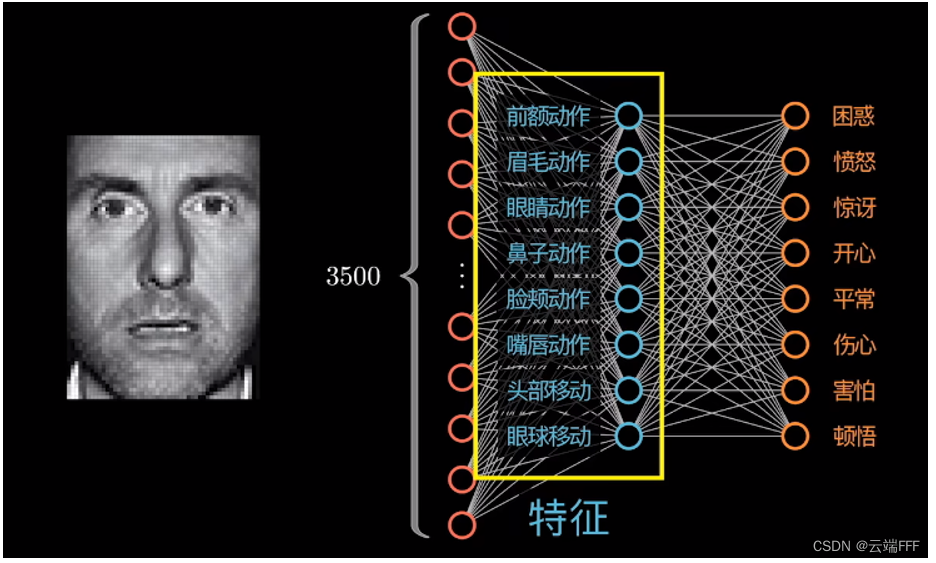 3500
前额动作
眉毛动作
眼睛动作
鼻子动作
脸颊动作
嘴唇动作
头部移动
眼球移动
特征
困惑
愤怒
惊讶
开心
平常
伤心
害怕
顿悟
CSDN @云端FFF